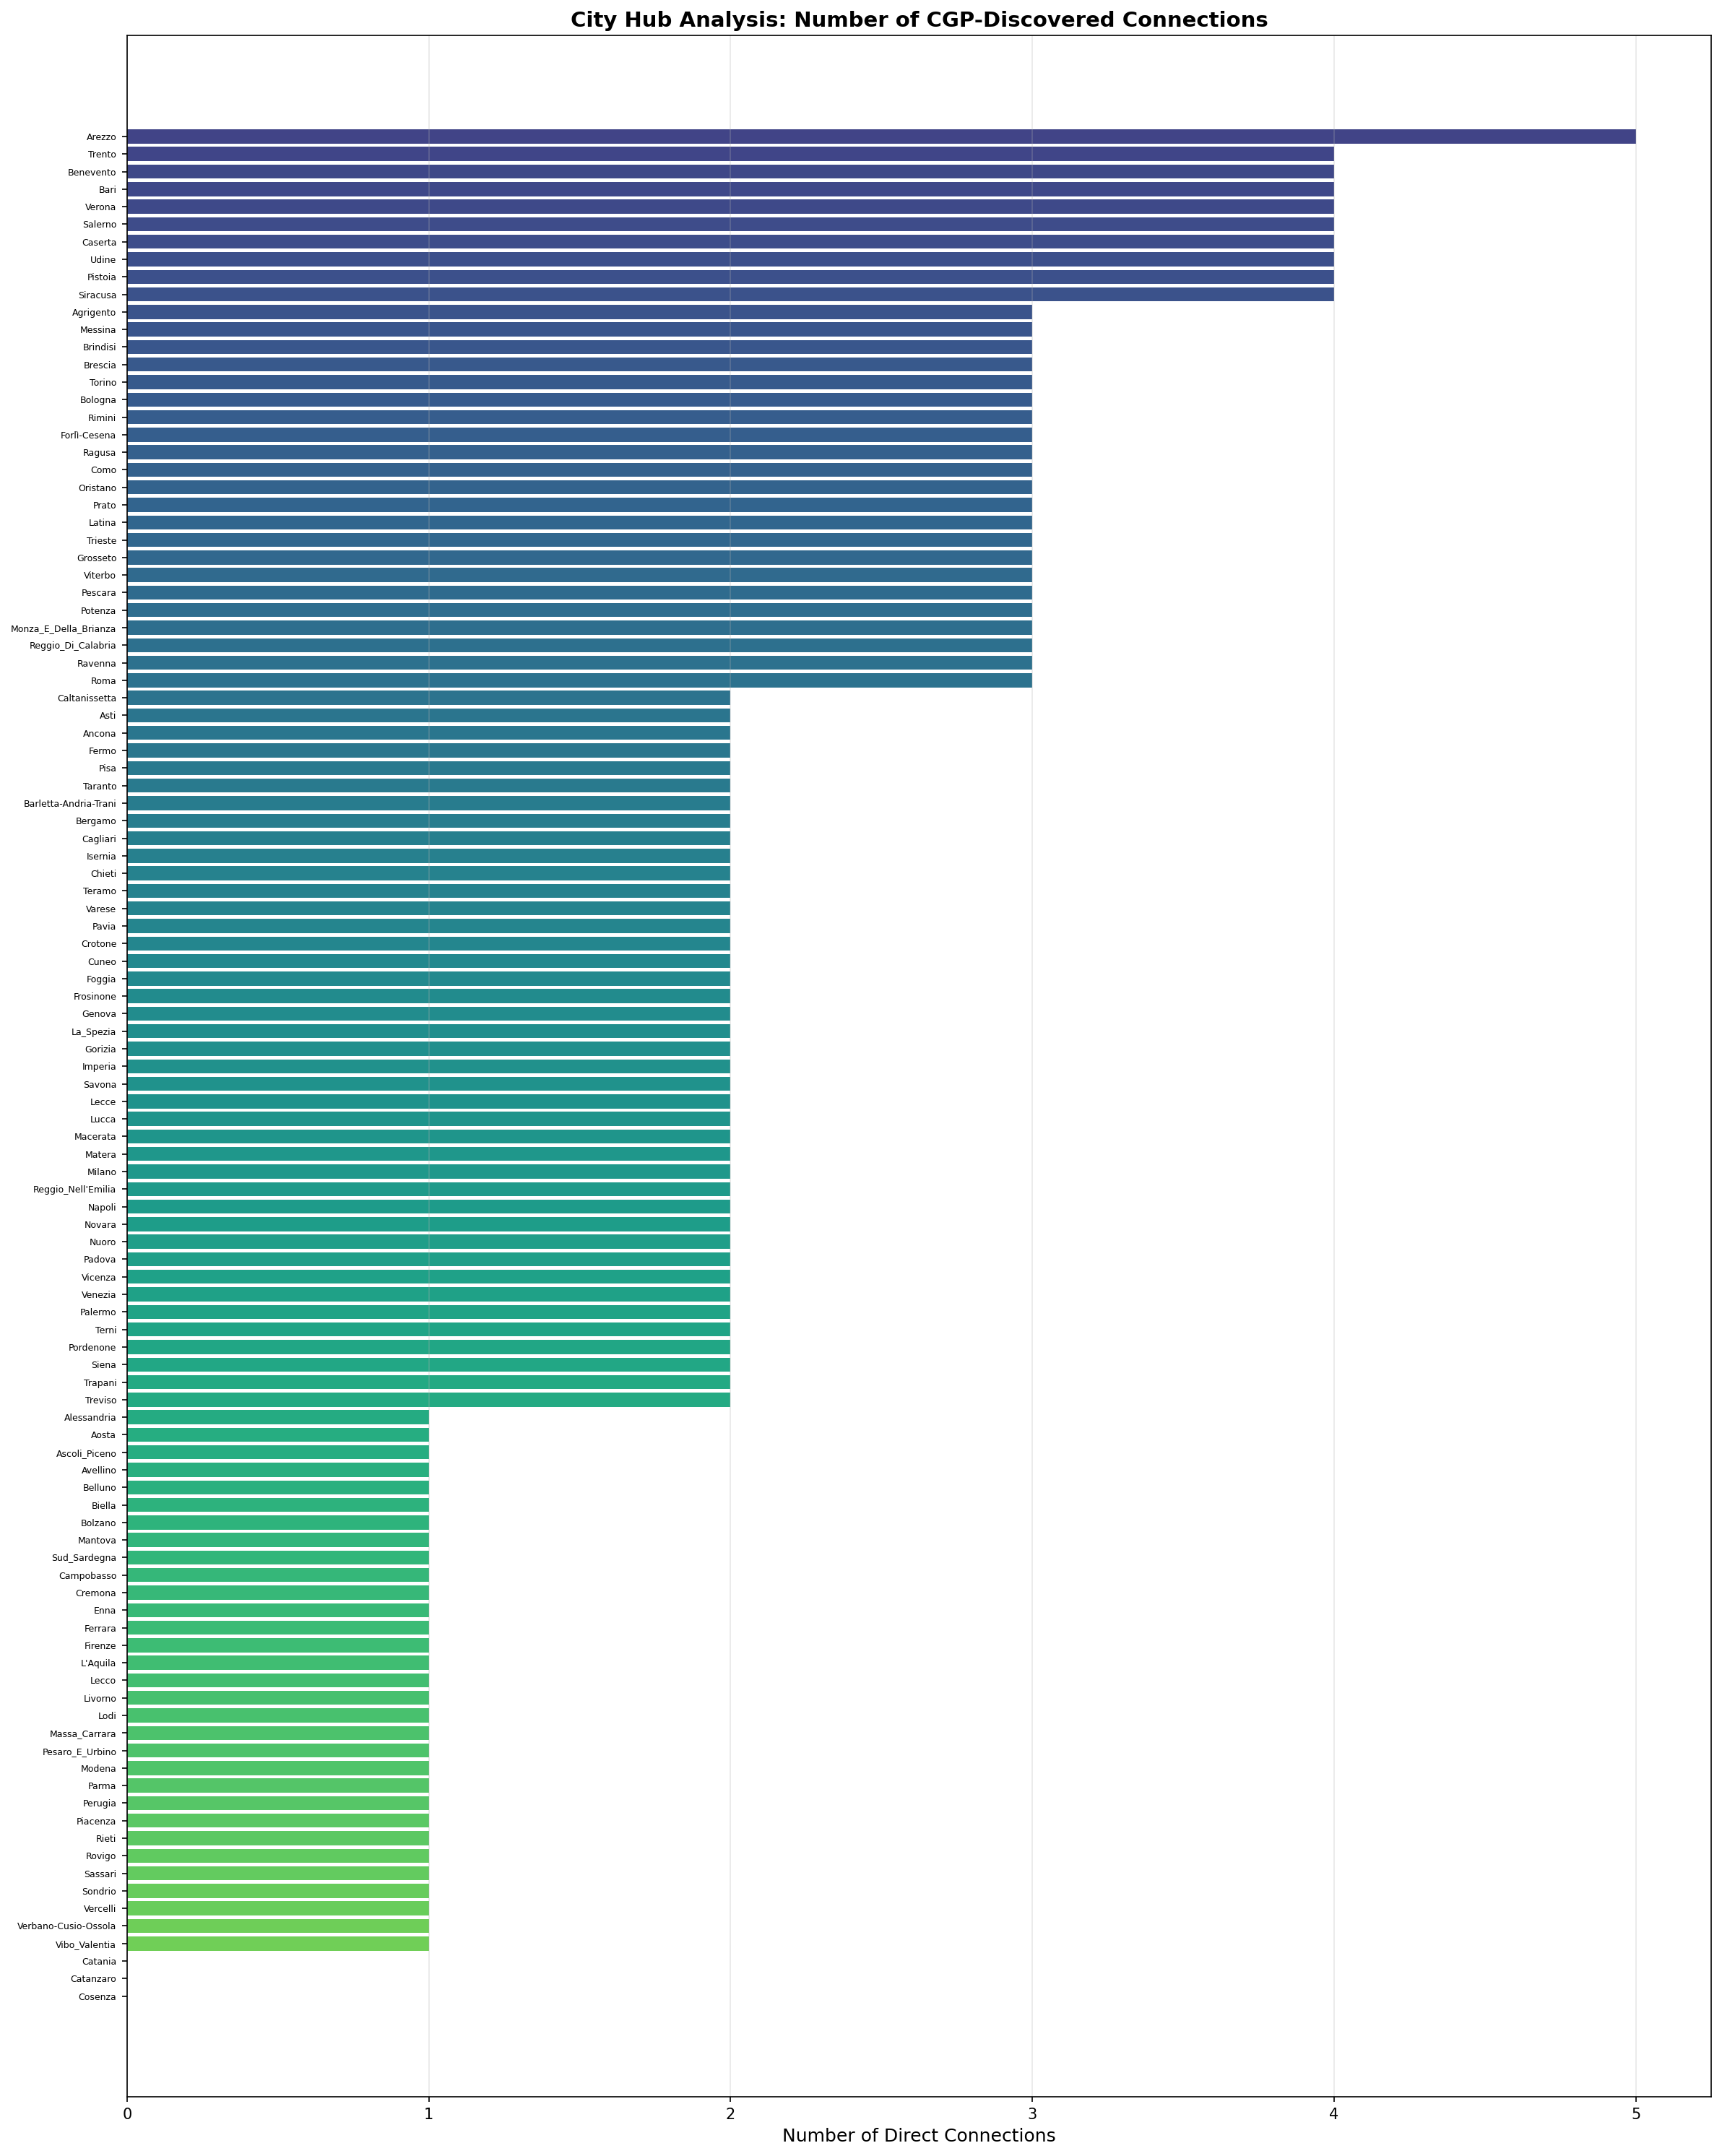 City Hub Analysis: Number of CGP-Discovered Connections
Arezzo
Trento
Benevento
Bari
Verona
Salerno
Caserta
Udine
Pistoia
Siracusa
Agrigento
Messina
Brindisi
Brescia
Torino
Bologna
Rimini
Forlì-Cesena
Ragusa
Como
Oristano
Prato
Latina
Trieste
Grosseto
Viterbo
Pescara
Potenza
Monza_E_Della_Brianza
Reggio_Di_Calabria
Ravenna
Roma
Caltanissetta
Asti
Ancona
Fermo
Pisa
Taranto
Barletta-Andria-Trani
Bergamo
Cagliari
Isernia
Chieti
Teramo
Varese
Pavia
Crotone
Cuneo
Foggia
Frosinone
Genova
La_Spezia
Gorizia
Imperia
Savona
Lecce
Lucca
Macerata
Matera
Milano
Reggio_Nell'Emilia
Napoli
Novara
Nuoro
Padova
Vicenza
Venezia
Palermo
Terni
Pordenone
Siena
Trapani
Treviso
Alessandria
Aosta
Ascoli_Piceno
Avellino
Belluno
Biella
Bolzano
Mantova
Sud_Sardegna
Campobasso
Cremona
Enna
Ferrara
Firenze
L'Aquila
Lecco
Livorno
Lodi
Massa_Carrara
Pesaro_E_Urbino
Modena
Parma
Perugia
Piacenza
Rieti
Rovigo
Sassari
Sondrio
Vercelli
Verbano-Cusio-Ossola
Vibo_Valentia
Catania
Catanzaro
Cosenza
0 1 2 3 4 5
Number of Direct Connections